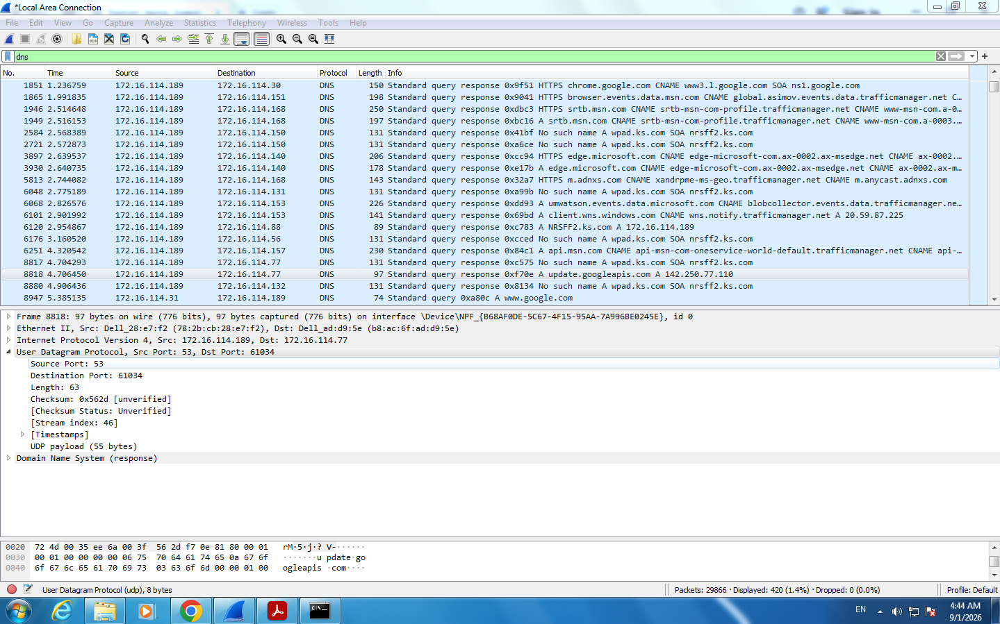 *Local Area Connection
File Edit View Go Capture Analyze Statistics Telephony Wireless Tools Help
dns
No. Time Source Destination Protocol Length Info
1851 1.236759 172.16.114.189 172.16.114.30 DNS 150 Standard query response 0x9f51 HTTPS chrome.google.com CNAME www3.l.google.com SOA ns1.google.com
1865 1.991835 172.16.114.189 172.16.114.151 DNS 198 Standard query response 0x9041 HTTPS browser.events.data.msn.com CNAME global.asimov.events.data.trafficmanager.net C…
1946 2.514648 172.16.114.189 172.16.114.168 DNS 250 Standard query response 0xdbc3 HTTPS srtb.msn.com CNAME srtb-msn-com-profile.trafficmanager.net CNAME www-msn-com.a-0…
1949 2.516153 172.16.114.189 172.16.114.168 DNS 197 Standard query response 0xbc16 A srtb.msn.com CNAME srtb-msn-com-profile.trafficmanager.net CNAME www-msn-com.a-0003.…
2584 2.568389 172.16.114.189 172.16.114.150 DNS 131 Standard query response 0x41bf No such name A wpad.ks.com SOA nrsff2.ks.com
2721 2.572873 172.16.114.189 172.16.114.150 DNS 131 Standard query response 0xa6ce No such name A wpad.ks.com SOA nrsff2.ks.com
3897 2.639537 172.16.114.189 172.16.114.140 DNS 206 Standard query response 0xcc94 HTTPS edge.microsoft.com CNAME edge-microsoft-com.ax-0002.ax-msedge.net CNAME ax-0002.…
3930 2.640735 172.16.114.189 172.16.114.140 DNS 178 Standard query response 0xe17b A edge.microsoft.com CNAME edge-microsoft-com.ax-0002.ax-msedge.net CNAME ax-0002.ax-m…
5813 2.744082 172.16.114.189 172.16.114.168 DNS 143 Standard query response 0x32a7 HTTPS m.adnxs.com CNAME xandrpme-ms-geo.trafficmanager.net CNAME m.anycast.adnxs.com
6048 2.775189 172.16.114.189 172.16.114.131 DNS 131 Standard query response 0xa99b No such name A wpad.ks.com SOA nrsff2.ks.com
6068 2.826576 172.16.114.189 172.16.114.153 DNS 226 Standard query response 0xdd93 A umwatson.events.data.microsoft.com CNAME blobcollector.events.data.trafficmanager.ne…
6101 2.901992 172.16.114.189 172.16.114.153 DNS 141 Standard query response 0x69bd A client.wns.windows.com CNAME wns.notify.trafficmanager.net A 20.59.87.225
6120 2.954867 172.16.114.189 172.16.114.88 DNS 89 Standard query response 0xc783 A NRSFF2.ks.com A 172.16.114.189
6176 3.160520 172.16.114.189 172.16.114.56 DNS 131 Standard query response 0xcced No such name A wpad.ks.com SOA nrsff2.ks.com
6251 4.320542 172.16.114.189 172.16.114.157 DNS 230 Standard query response 0x84c1 A api.msn.com CNAME api-msn-com-oneservice-world-default.trafficmanager.net CNAME api-…
8817 4.704293 172.16.114.189 172.16.114.77 DNS 131 Standard query response 0xc575 No such name A wpad.ks.com SOA nrsff2.ks.com
8818 4.706450 172.16.114.189 172.16.114.77 DNS 97 Standard query response 0xf70e A update.googleapis.com A 142.250.77.110
8880 4.906436 172.16.114.189 172.16.114.132 DNS 131 Standard query response 0x8134 No such name A wpad.ks.com SOA nrsff2.ks.com
8947 5.385135 172.16.114.31 172.16.114.189 DNS 74 Standard query 0xa80c A www.google.com
Frame 8818: 97 bytes on wire (776 bits), 97 bytes captured (776 bits) on interface \Device\NPF_{B68AF0DE-5C67-4F15-95AA-7A996BE0245E}, id 0
Ethernet II, Src: Dell_28:e7:f2 (78:2b:cb:28:e7:f2), Dst: Dell_ad:d9:5e (b8:ac:6f:ad:d9:5e)
Internet Protocol Version 4, Src: 172.16.114.189, Dst: 172.16.114.77
User Datagram Protocol, Src Port: 53, Dst Port: 61034
Source Port: 53
Destination Port: 61034
Length: 63
Checksum: 0x562d [unverified]
[Checksum Status: Unverified]
[Stream index: 46]
[Timestamps]
UDP payload (55 bytes)
Domain Name System (response)
0020 72 4d 00 35 ee 6a 00 3f 56 2d f7 0e 81 80 00 01 rM·5·j·? V-······
0030 00 01 00 00 00 00 06 75 70 64 61 74 65 0a 67 6f ·······u pdate·go
0040 6f 67 6c 65 61 70 69 73 03 63 6f 6d 00 00 01 00 ogleapis ·com····
User Datagram Protocol (udp), 8 bytes
Packets: 29866 · Displayed: 420 (1.4%) · Dropped: 0 (0.0%)
Profile: Default
EN
4:44 AM
9/1/2026